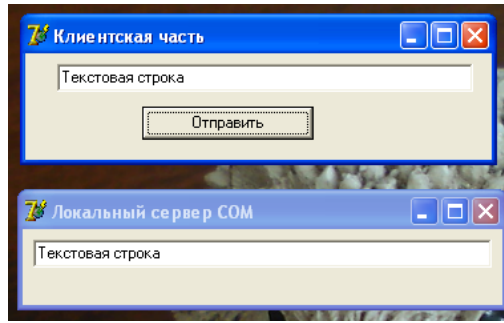 Клиентская часть
Текстовая строка
Отправить
Локальный сервер COM
Текстовая строка